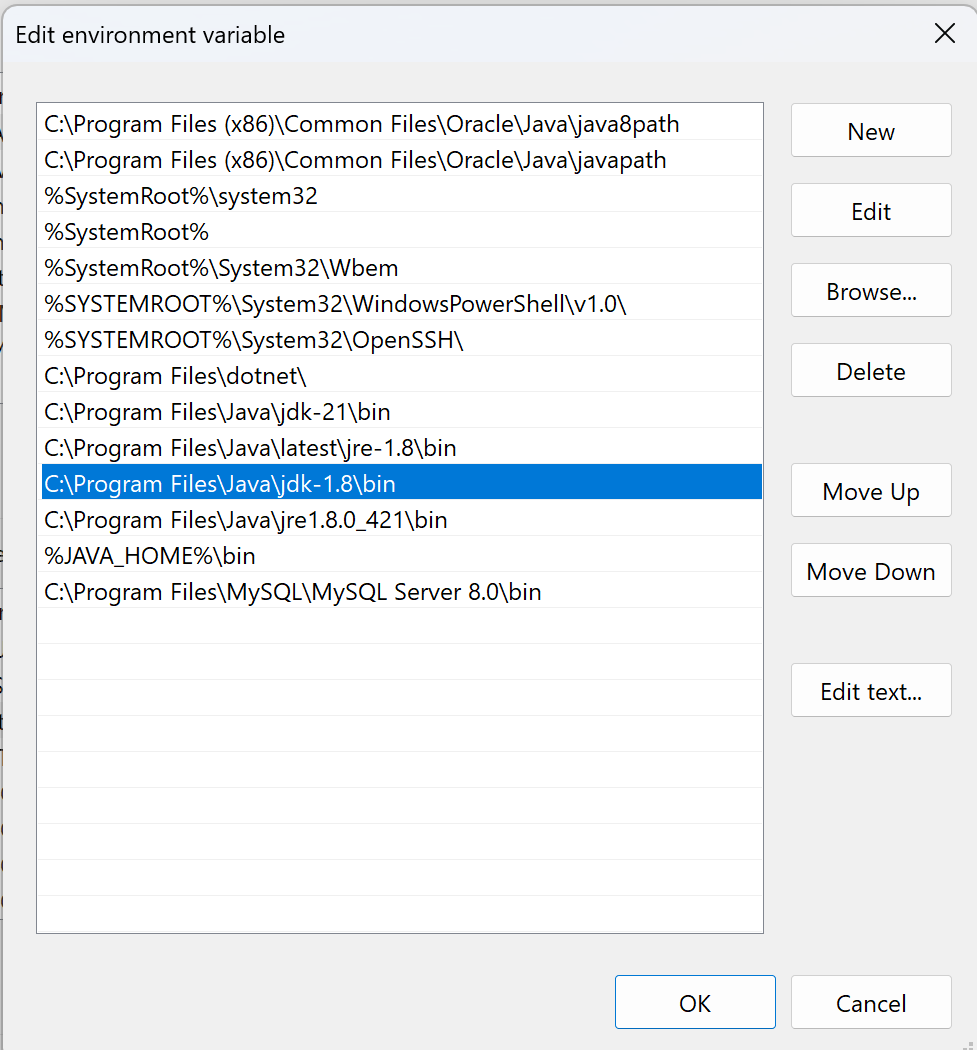 Edit environment variable
C:\Program Files (x86)\Common Files\Oracle\Java\java8path
C:\Program Files (x86)\Common Files\Oracle\Java\javapath
%SystemRoot%\system32
%SystemRoot%
%SystemRoot%\System32\Wbem
%SYSTEMROOT%\System32\WindowsPowerShell\v1.0\
%SYSTEMROOT%\System32\OpenSSH\
C:\Program Files\dotnet\
C:\Program Files\Java\jdk-21\bin
C:\Program Files\Java\latest\jre-1.8\bin
C:\Program Files\Java\jdk-1.8\bin
C:\Program Files\Java\jre1.8.0_421\bin
%JAVA_HOME%\bin
C:\Program Files\MySQL\MySQL Server 8.0\bin
New
Edit
Browse...
Delete
Move Up
Move Down
Edit text...
OK
Cancel